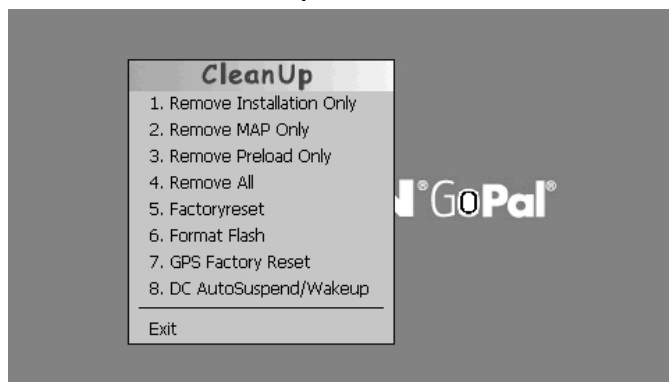 CleanUp
1. Remove Installation Only
2. Remove MAP Only
3. Remove Preload Only
4. Remove All
5. Factoryreset
6. Format Flash
7. GPS Factory Reset
8. DC AutoSuspend/Wakeup
Exit
N®GoPal®